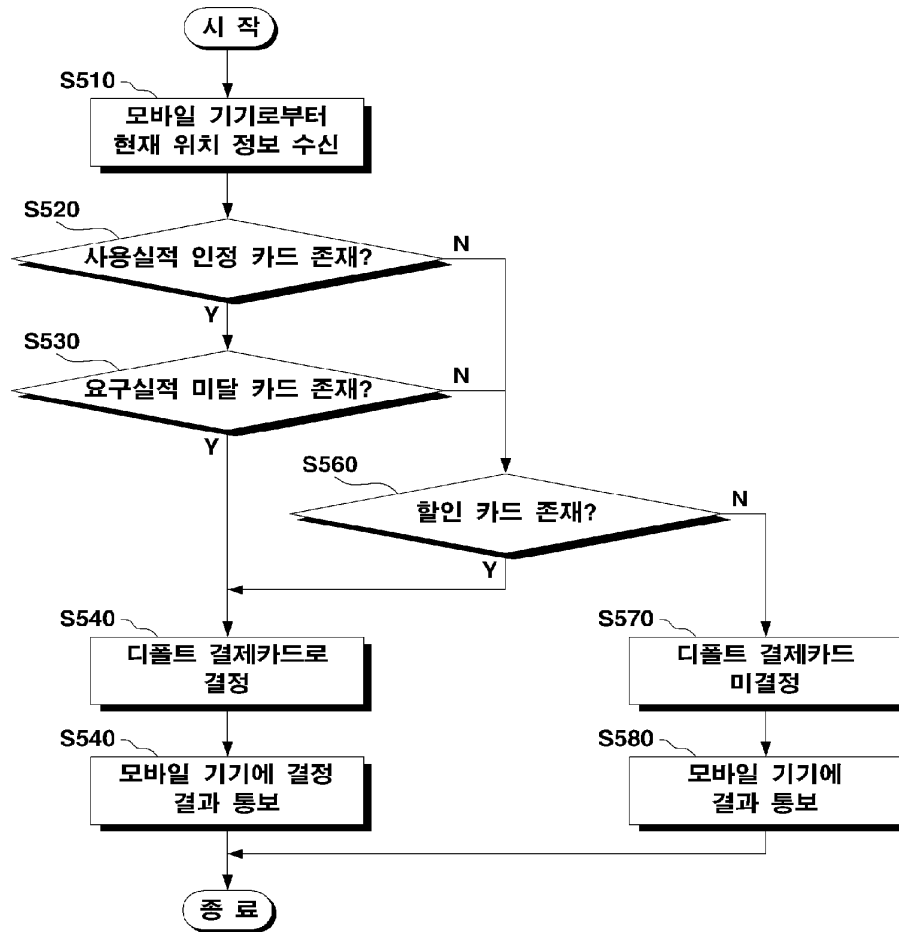 시 작
S510
모바일 기기로부터
현재 위치 정보 수신
S520
사용실적 인정 카드 존재?
N
Y
S530
요구실적 미달 카드 존재?
N
Y
S560
할인 카드 존재?
N
Y
S540
디폴트 결제카드로
결정
S570
디폴트 결제카드
미결정
S540
모바일 기기에 결정
결과 통보
S580
모바일 기기에
결과 통보
종 료